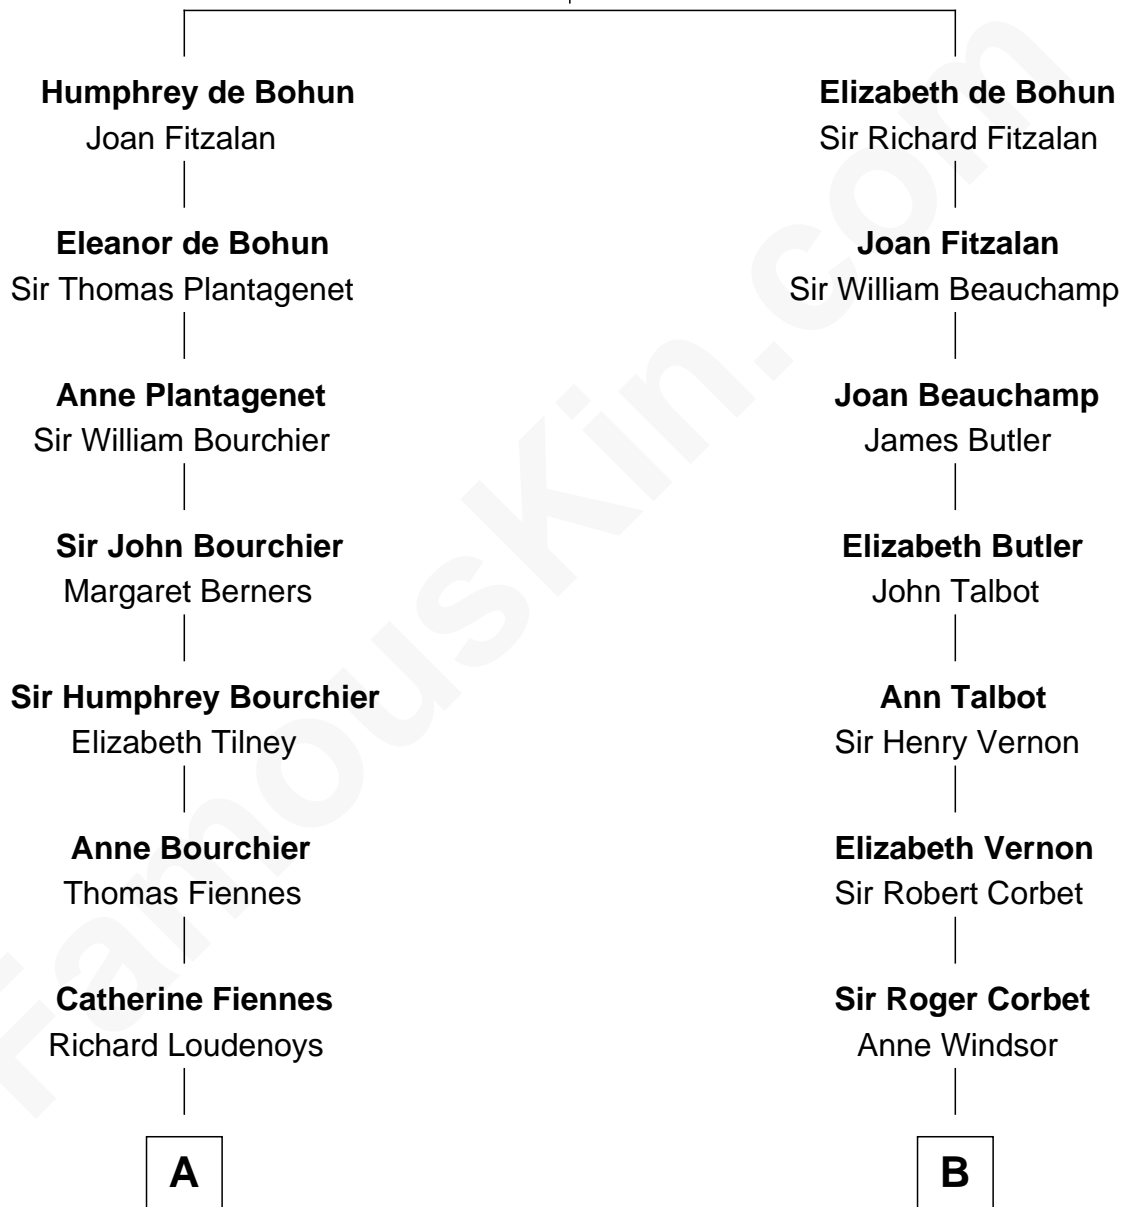 Humphrey de Bohun
Joan Fitzalan
Eleanor de Bohun
Sir Thomas Plantagenet
Anne Plantagenet
Sir William Bourchier
Sir John Bourchier
Margaret Berners
Sir Humphrey Bourchier
Elizabeth Tilney
Anne Bourchier
Thomas Fiennes
Catherine Fiennes
Richard Loudenoys
A
Elizabeth de Bohun
Sir Richard Fitzalan
Joan Fitzalan
Sir William Beauchamp
Joan Beauchamp
James Butler
Elizabeth Butler
John Talbot
Ann Talbot
Sir Henry Vernon
Elizabeth Vernon
Sir Robert Corbet
Sir Roger Corbet
Anne Windsor
B
FamousKin.com